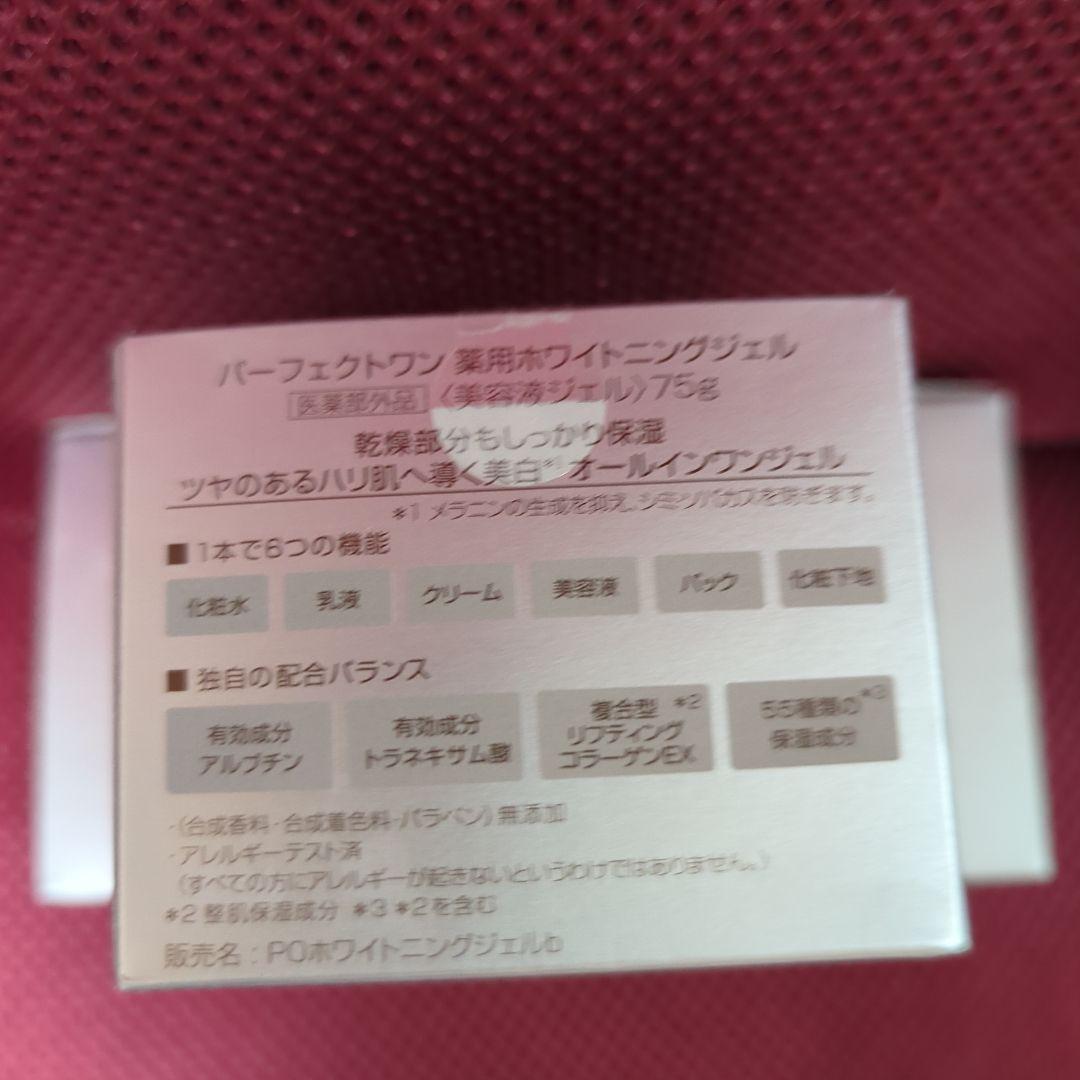 パーフェクトワン 薬用ホワイトニングジェル
医薬部外品 〈美容液ジェル〉75g
乾燥部分もしっかり保湿
ツヤのあるハリ肌へ導く美白*1 オールインワンジェル
*1 メラニンの生成を抑え、シミ・ソバカスを防ぎます。
■ 1本で6つの機能
化粧水 乳液 クリーム 美容液 パック 化粧下地
■ 独自の配合バランス
有効成分 アルブチン
有効成分 トラネキサム酸
複合型*2 リフティング コラーゲンEX
55種類の*3 保湿成分
・(合成香料・合成着色料・パラベン)無添加
・アレルギーテスト済
(すべての方にアレルギーが起きないというわけではありません。)
*2 整肌保湿成分 *3 *2を含む
販売名:POホワイトニングジェルb